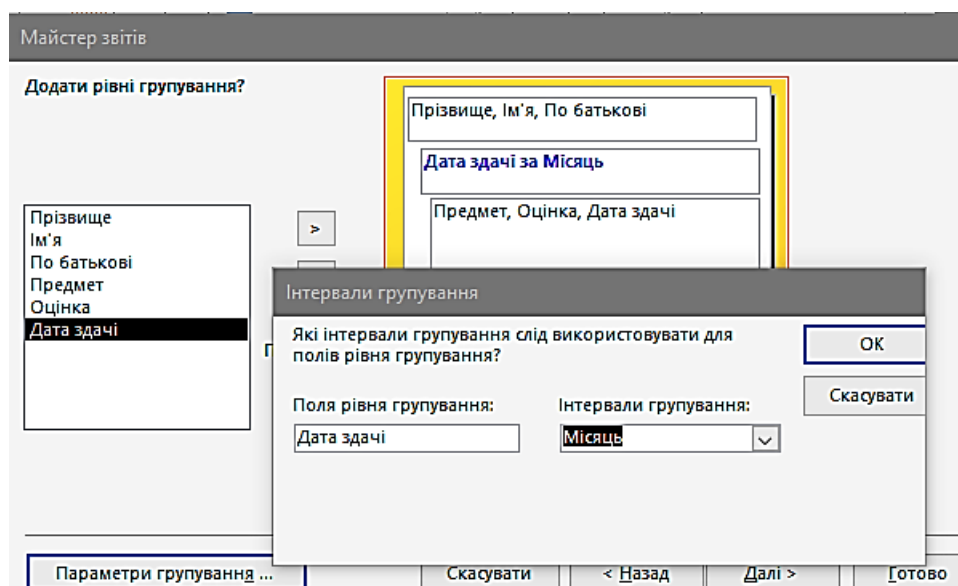 Майстер звітів
Додати рівні групування?
Прізвище, Ім'я, По батькові
Дата здачі за Місяць
Предмет, Оцінка, Дата здачі
Прізвище
Ім'я
По батькові
Предмет
Оцінка
Дата здачі
>
Інтервали групування
Які інтервали групування слід використовувати для
полів рівня групування?
OK
Скасувати
Поля рівня групування:
Інтервали групування:
Дата здачі
Місяць
Параметри групування ...
Скасувати
< Назад
Далі >
Готово